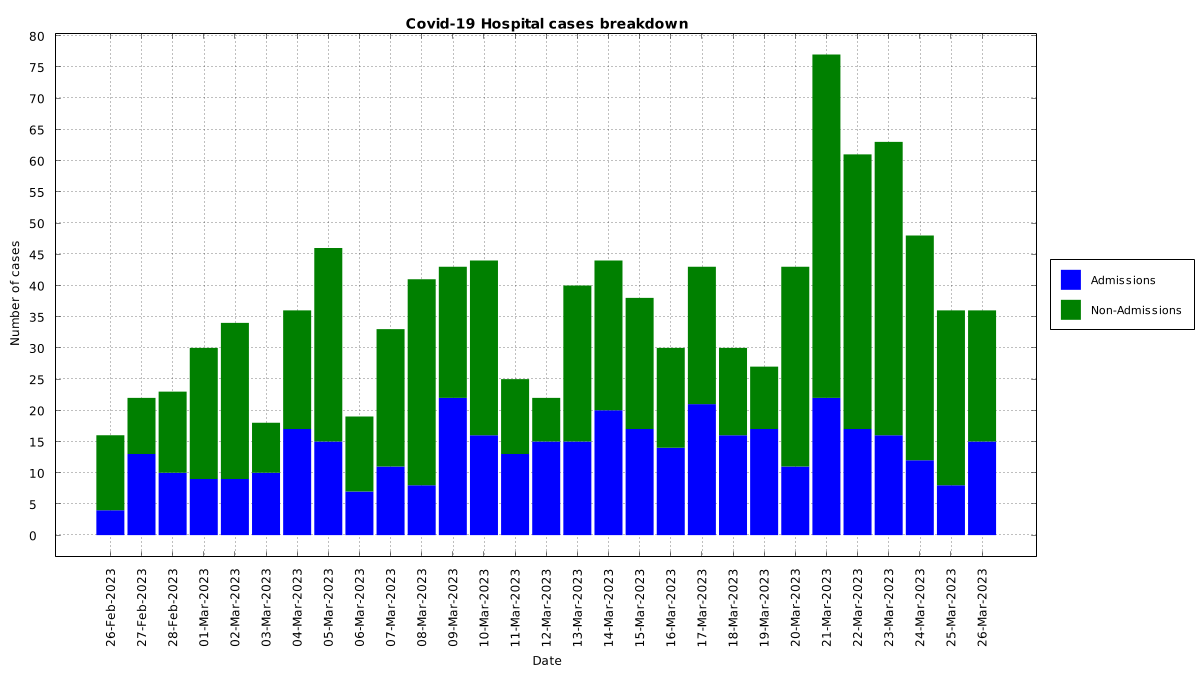 Covid-19 Hospital cases breakdown
80
75
70
65
60
55
50
45
40
35
30
25
20
15
10
5
0
Number of cases
26-Feb-2023
27-Feb-2023
28-Feb-2023
01-Mar-2023
02-Mar-2023
03-Mar-2023
04-Mar-2023
05-Mar-2023
06-Mar-2023
07-Mar-2023
08-Mar-2023
09-Mar-2023
10-Mar-2023
11-Mar-2023
12-Mar-2023
13-Mar-2023
14-Mar-2023
15-Mar-2023
16-Mar-2023
17-Mar-2023
18-Mar-2023
19-Mar-2023
20-Mar-2023
21-Mar-2023
22-Mar-2023
23-Mar-2023
24-Mar-2023
25-Mar-2023
26-Mar-2023
Date
Admissions
Non-Admissions